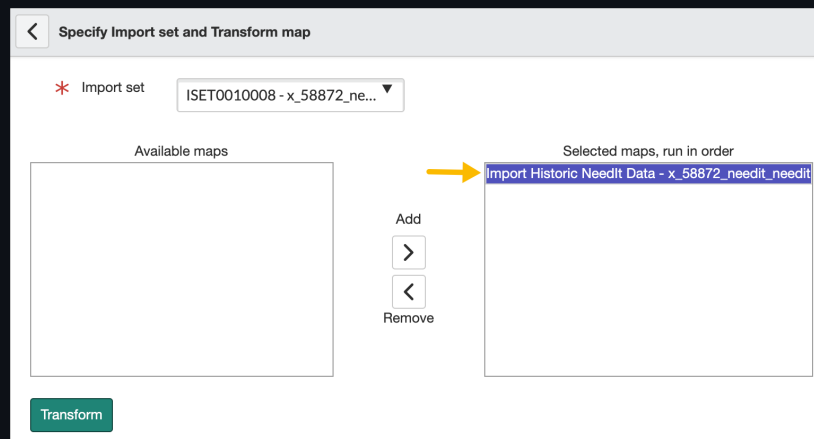 Specify Import set and Transform map
Import set
ISET0010008 - x_58872_ne...
Available maps
Selected maps, run in order
Import Historic NeedIt Data - x_58872_needit_needit
Add
Remove
Transform